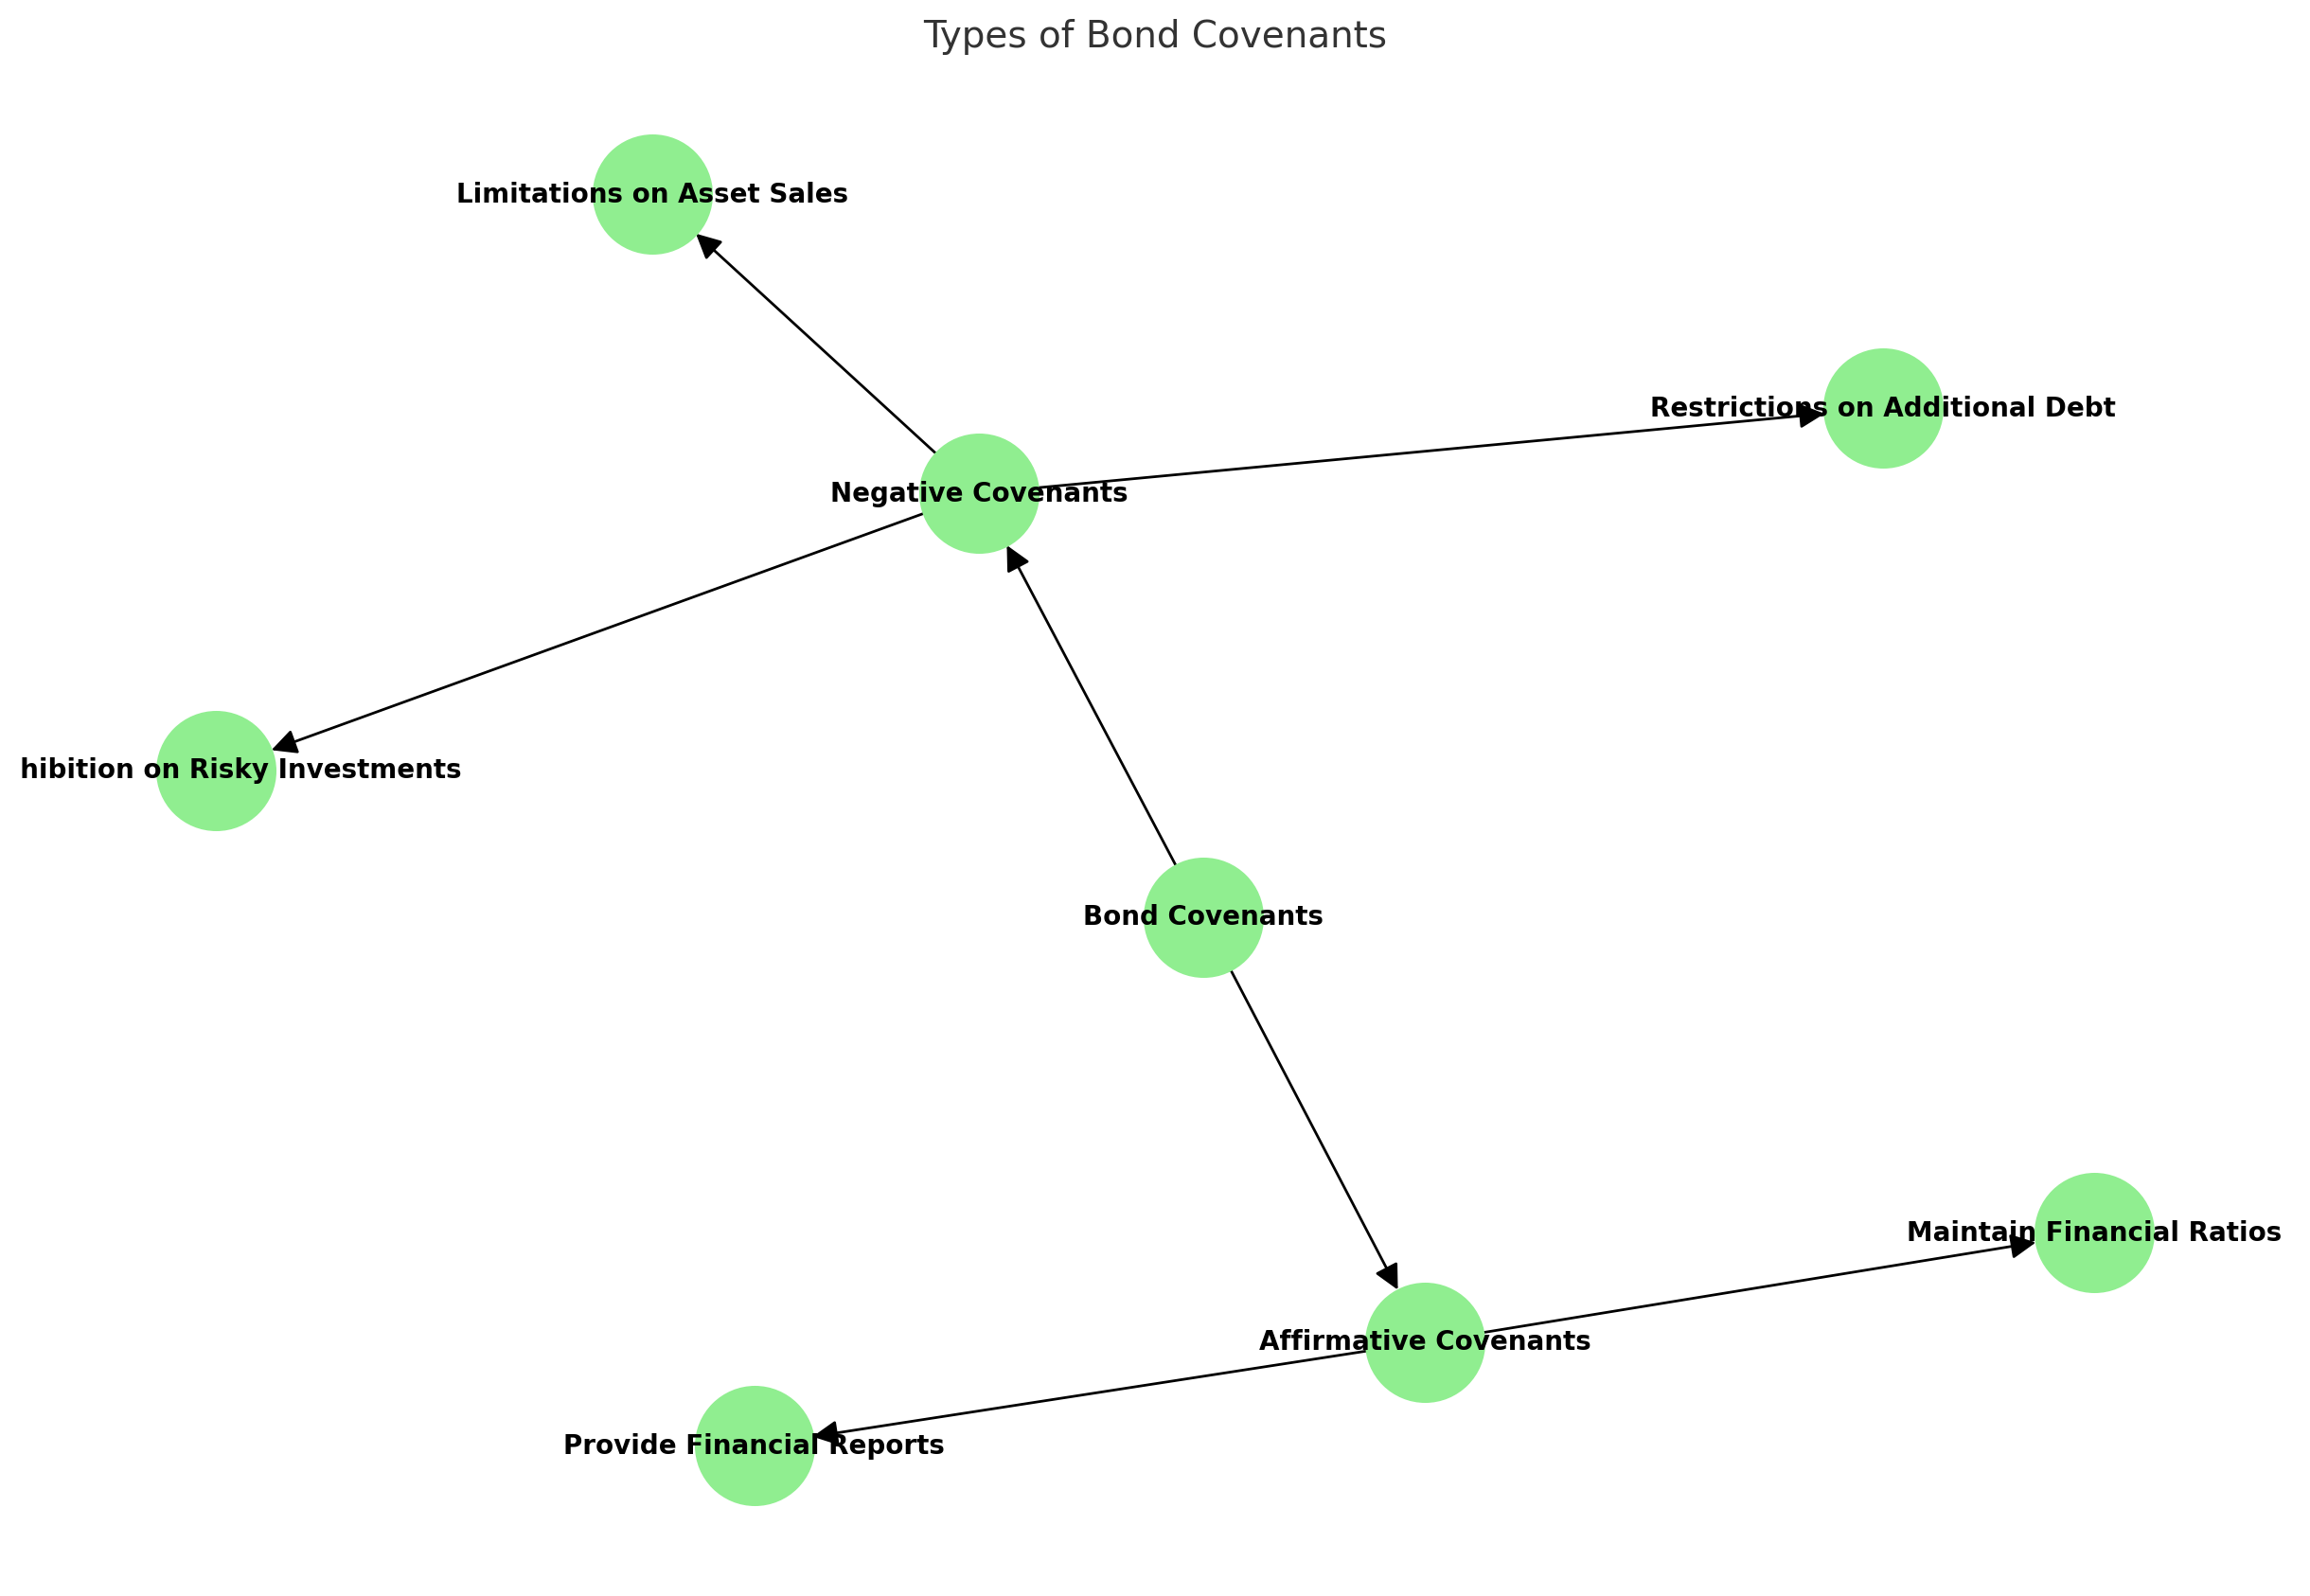 Types of Bond Covenants
Limitations on Asset Sales
Restrictions on Additional Debt
Negative Covenants
hibition on Risky Investments
Bond Covenants
Maintain Financial Ratios
Affirmative Covenants
Provide Financial Reports